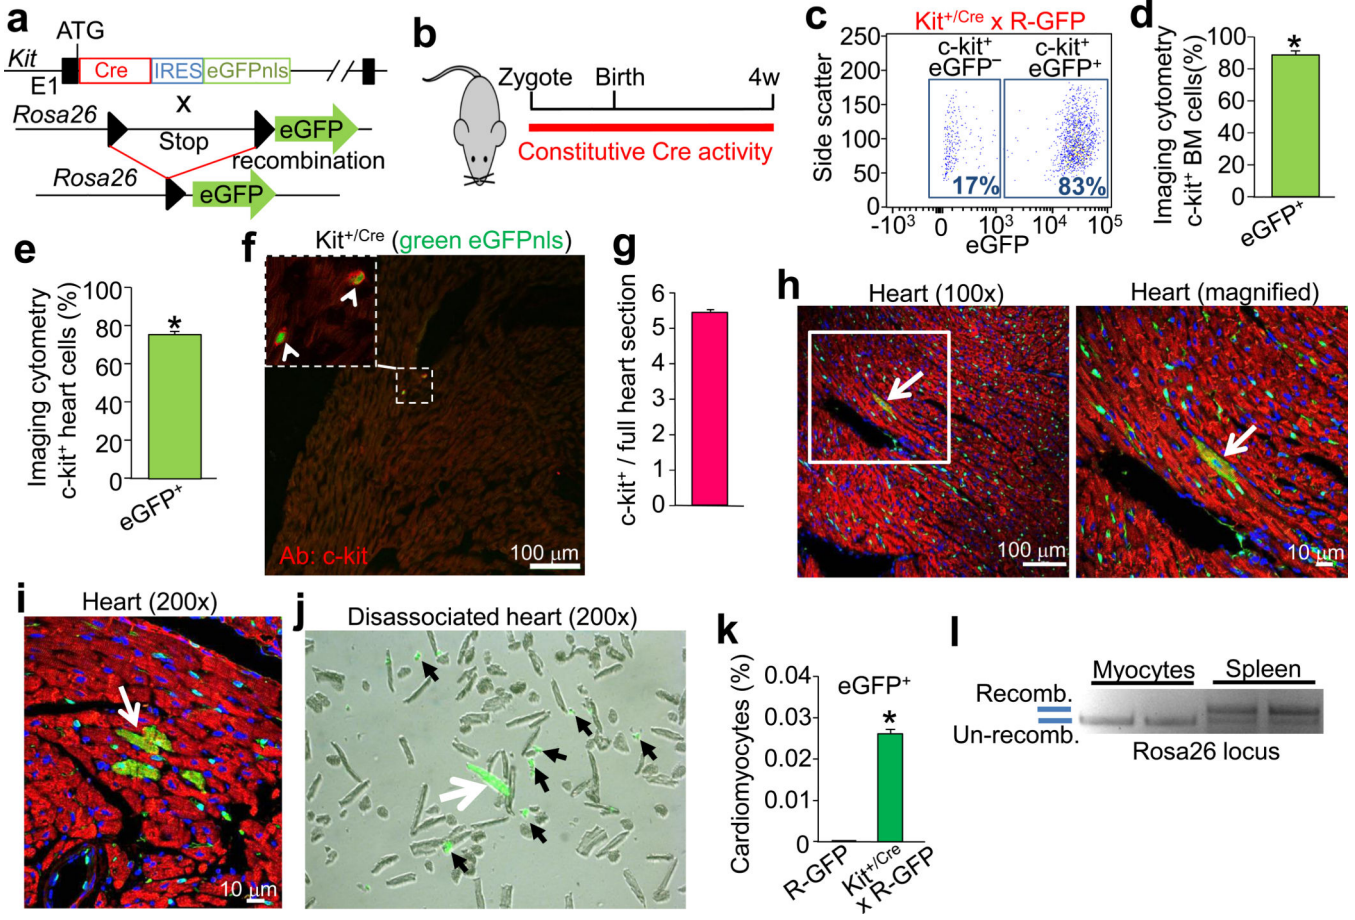 a
ATG
Kit
Cre
IRES
eGFPnls
E1
X
Rosa26
Stop
eGFP
recombination
Rosa26
eGFP
b
Zygote
Birth
4w
Constitutive Cre activity
c
Kit+/Cre x R-GFP
c-kit+
eGFP–
c-kit+
eGFP+
Side scatter
250
200
150
100
50
0
17%
83%
-10³
0
10³
10⁴
10⁵
eGFP
d
Imaging cytometry
c-kit+ BM cells(%)
100
80
60
40
20
0
*
eGFP+
e
Imaging cytometry
c-kit+ heart cells (%)
100
80
60
40
20
0
*
eGFP+
f
Kit+/Cre (green eGFPnls)
Ab: c-kit
100 µm
g
c-kit+ / full heart section
6
5
4
3
2
1
0
h
Heart (100x)
100 µm
Heart (magnified)
10 µm
i
Heart (200x)
10 µm
j
Disassociated heart (200x)
k
Cardiomyocytes (%)
0.04
0.03
0.02
0.01
0
eGFP+
*
R-GFP
Kit+/Cre
x R-GFP
l
Myocytes
Spleen
Recomb.
Un-recomb.
Rosa26 locus